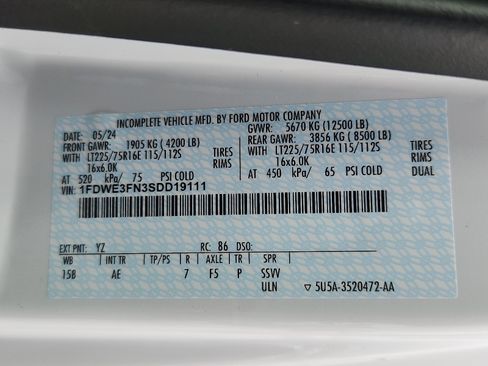 INCOMPLETE VEHICLE MFD. BY FORD MOTOR COMPANY
DATE: 05/24 GVWR: 5670 KG (12500 LB)
FRONT GAWR: 1905 KG (4200 LB) REAR GAWR: 3856 KG (8500 LB)
WITH LT225/75R16E 115/112S TIRES WITH LT225/75R16E 115/112S TIRES
16x6.0K RIMS 16x6.0K RIMS
AT 520 kPa/ 75 PSI COLD AT 450 kPa/ 65 PSI COLD DUAL
VIN: 1FDWE3FN3SDD19111
EXT PNT: YZ RC: 86 DSO:
WB INT TR TP/PS R AXLE TR SPR
158 AE 7 F5 P SSVV
ULN ▽ 5U5A-3520472-AA